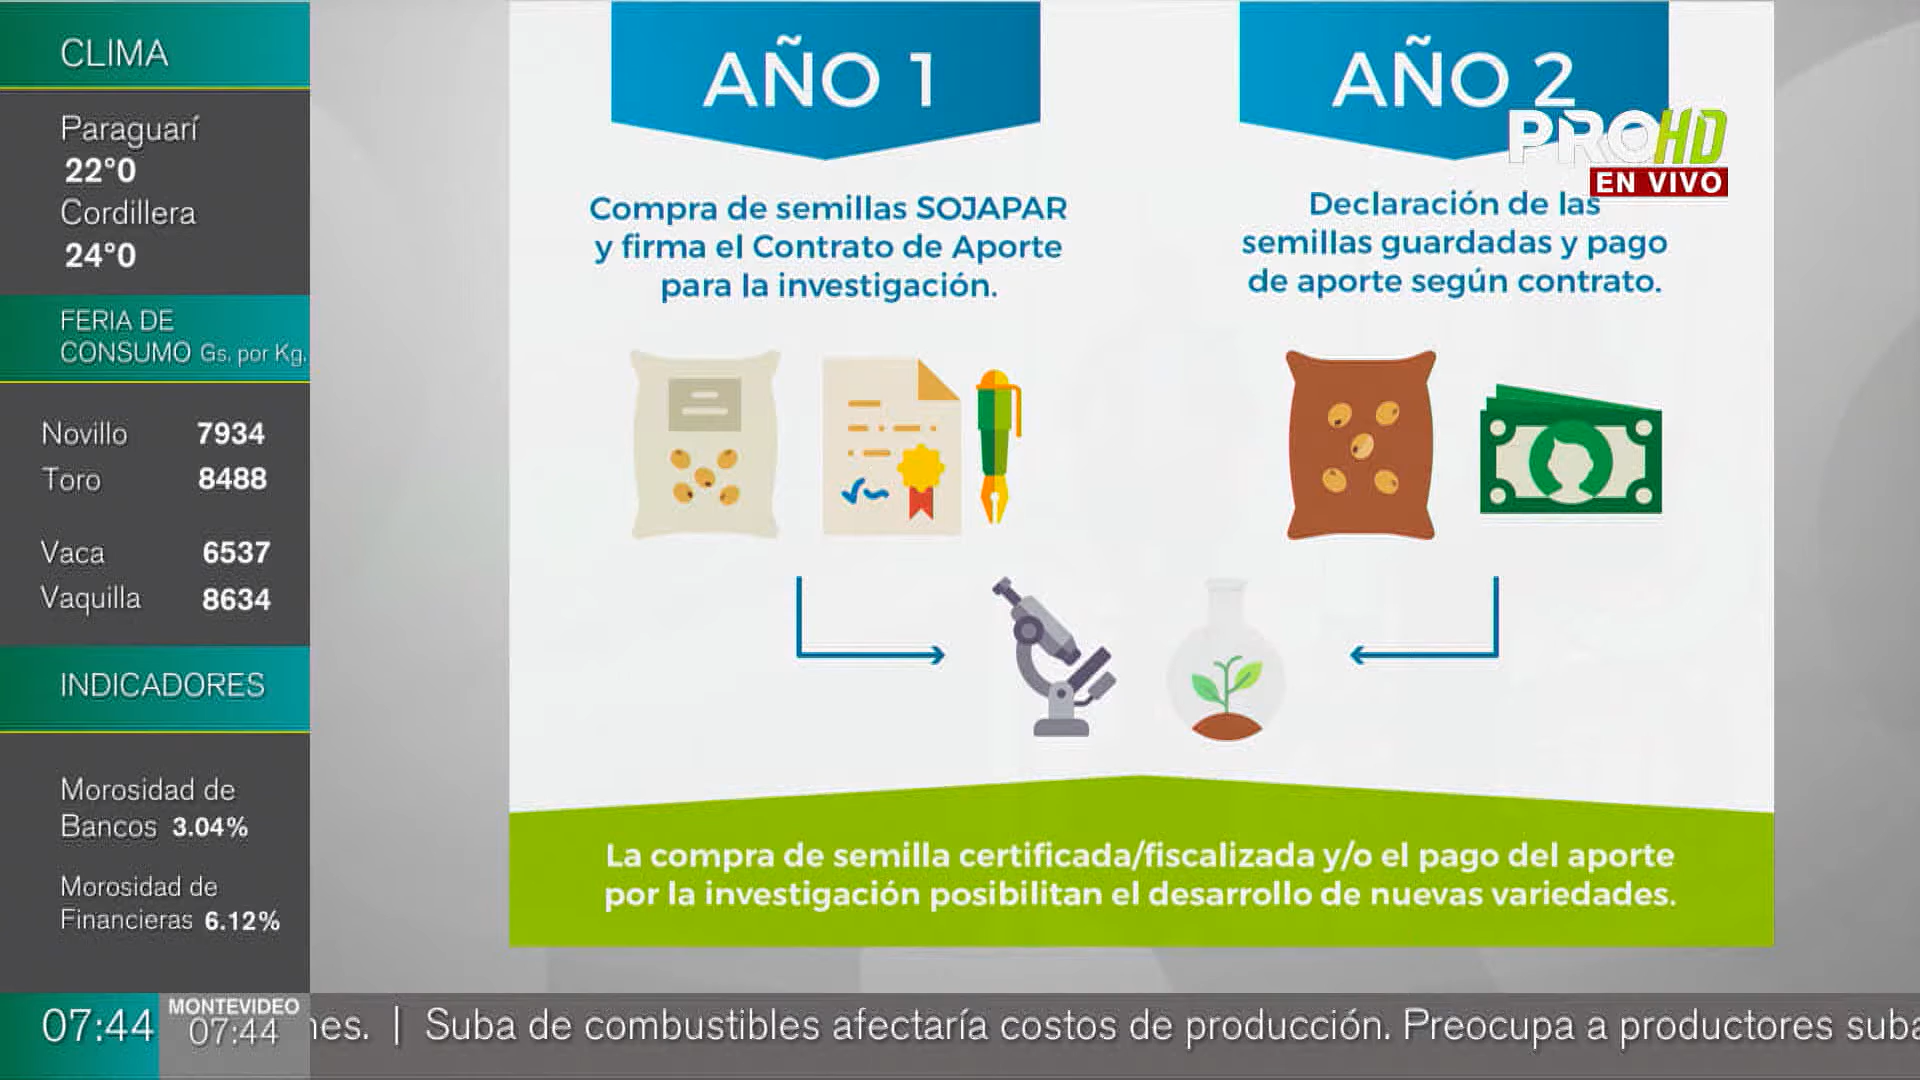 CLIMA
Paraguarí
22°0
Cordillera
24°0
FERIA DE
CONSUMO Gs. por Kg.
Novillo 7934
Toro 8488
Vaca 6537
Vaquilla 8634
INDICADORES
Morosidad de
Bancos 3.04%
Morosidad de
Financieras 6.12%
AÑO 1
Compra de semillas SOJAPAR
y firma el Contrato de Aporte
para la investigación.
AÑO 2
PROHD
EN VIVO
Declaración de las
semillas guardadas y pago
de aporte según contrato.
La compra de semilla certificada/fiscalizada y/o el pago del aporte
por la investigación posibilitan el desarrollo de nuevas variedades.
07:44
MONTEVIDEO
07:44
nes. | Suba de combustibles afectaría costos de producción. Preocupa a productores suba